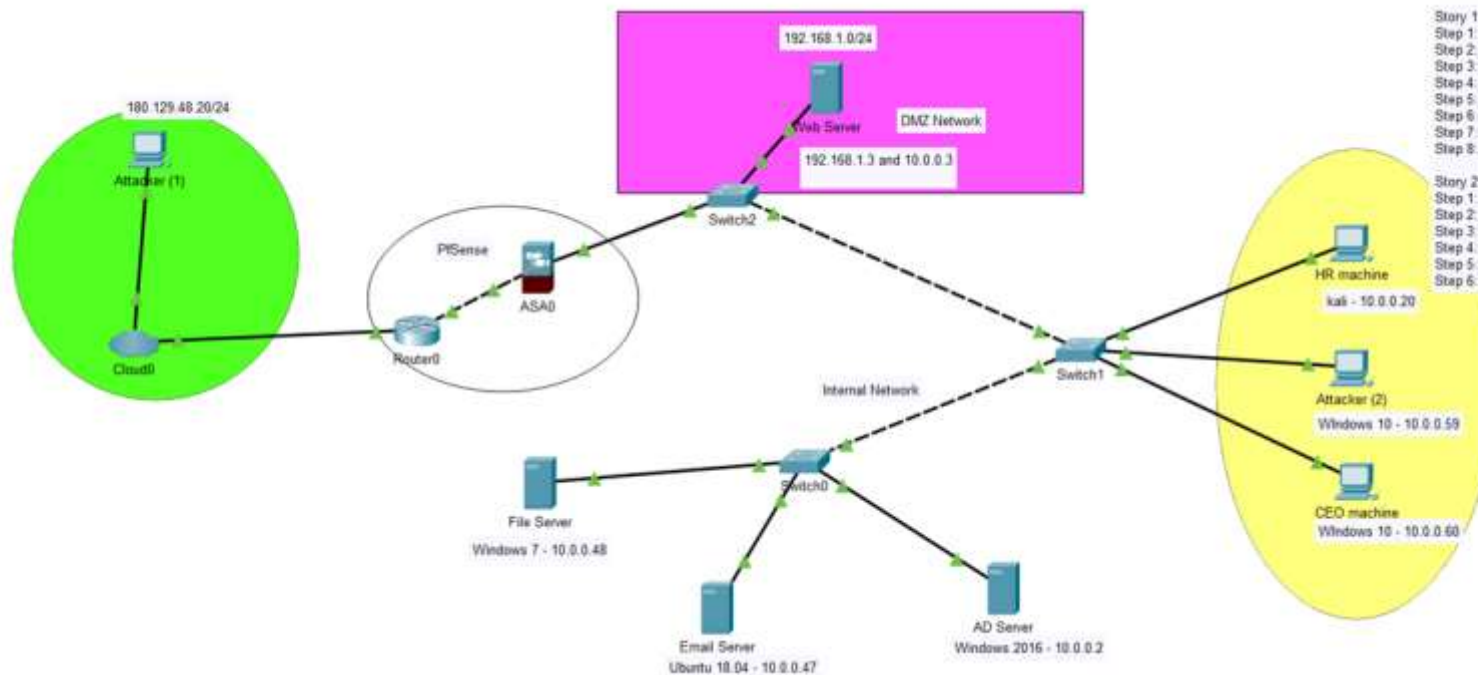 180.129.48.20/24
Attacker (1)
Cloud0
PfSense
ASA0
Router0
192.168.1.0/24
Web Server
DMZ Network
192.168.1.3 and 10.0.0.3
Switch2
Internal Network
Switch1
Switch0
File Server
Windows 7 - 10.0.0.48
Email Server
Ubuntu 18.04 - 10.0.0.47
AD Server
Windows 2016 - 10.0.0.2
HR machine
kali - 10.0.0.20
Attacker (2)
WIndows 10 - 10.0.0.59
CEO machine
WIndows 10 - 10.0.0.60
Story 1
Step 1:
Step 2:
Step 3:
Step 4:
Step 5:
Step 6:
Step 7:
Step 8:
Story 2
Step 1:
Step 2:
Step 3:
Step 4:
Step 5:
Step 6: